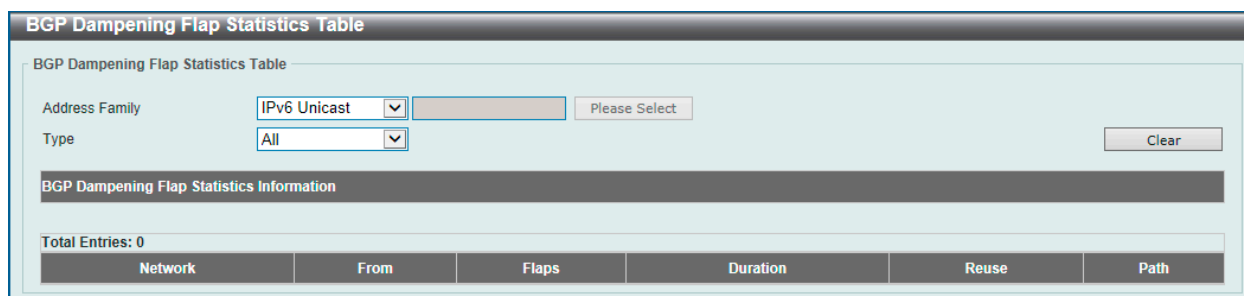 BGP Dampening Flap Statistics Table
BGP Dampening Flap Statistics Table
Address Family IPv6 Unicast Please Select
Type All Clear
BGP Dampening Flap Statistics Information
Total Entries: 0
Network From Flaps Duration Reuse Path